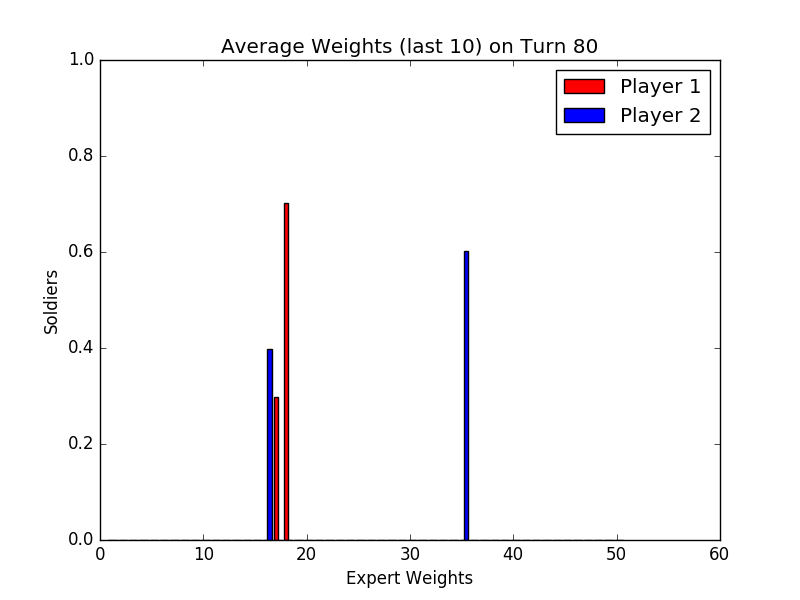 Average Weights (last 10) on Turn 80
1.0
Player 1
Player 2
0.8
0.6
Soldiers
0.4
0.2
0.0
0 10 20 30 40 50 60
Expert Weights